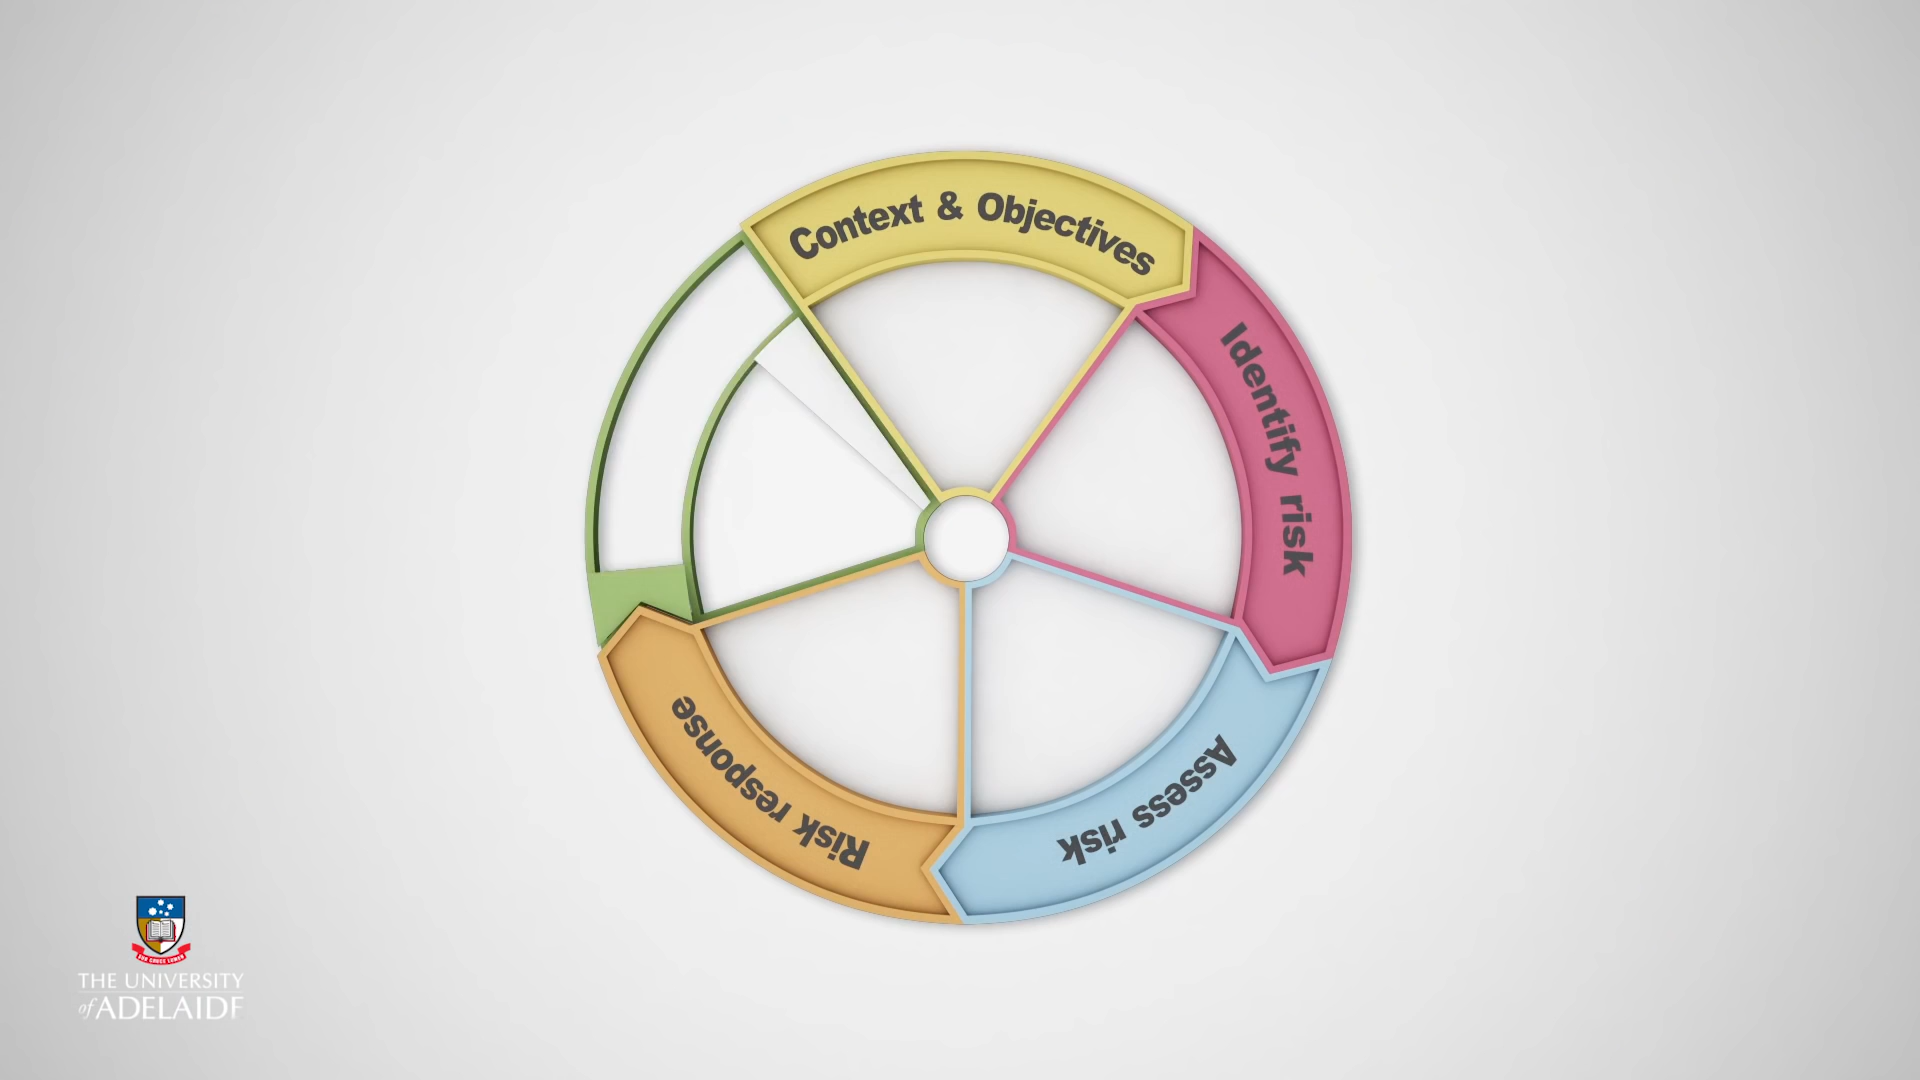 Context & Objectives
Identify risk
Assess risk
Risk response
THE UNIVERSITY
of ADELAIDE